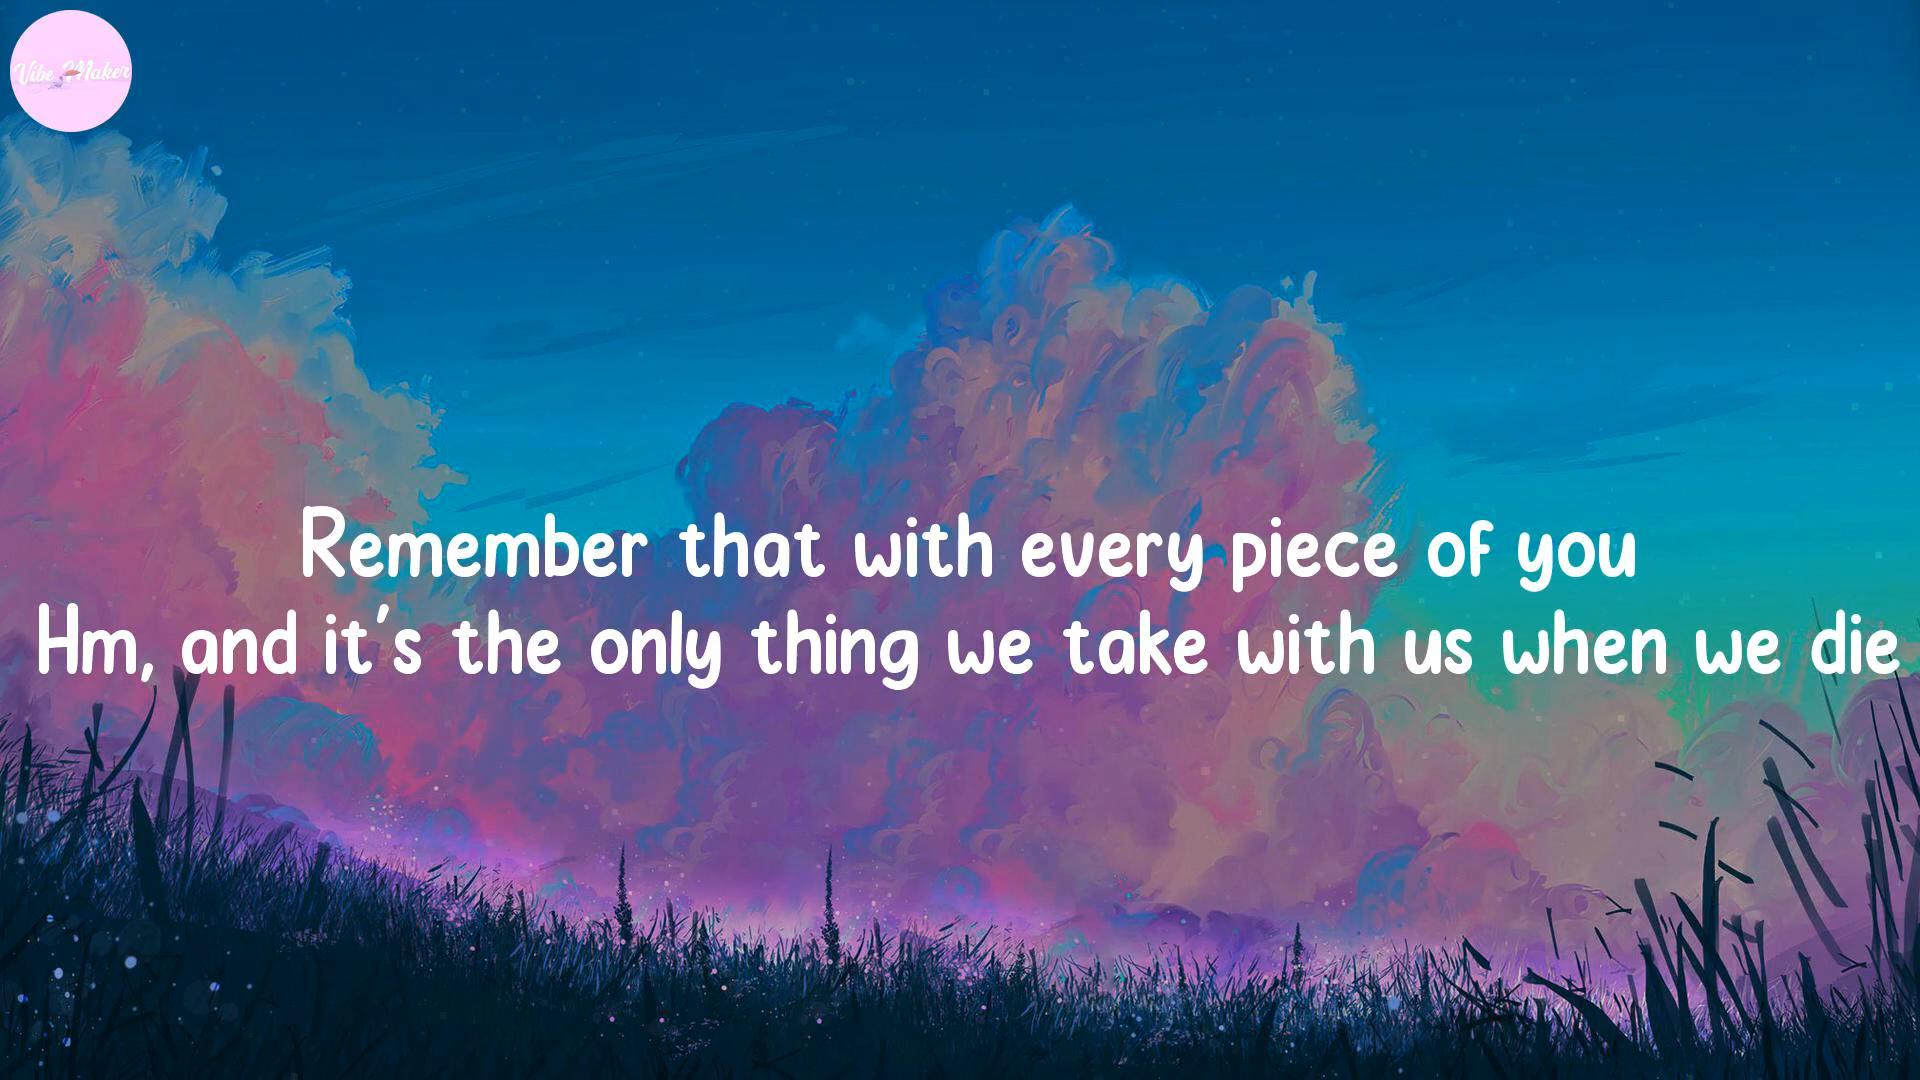 Vibe Maker
Remember that with every piece of you
Hm, and it's the only thing we take with us when we die